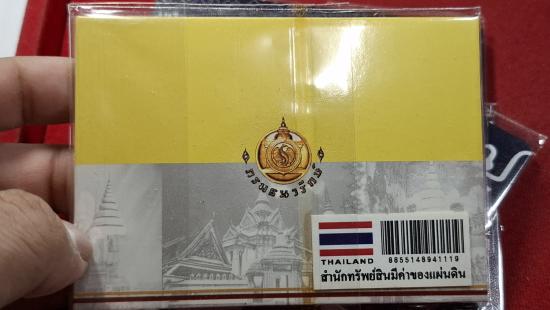 กรมธนารักษ์
THAILAND
8855148941119
สำนักทรัพย์สินมีค่าของแผ่นดิน